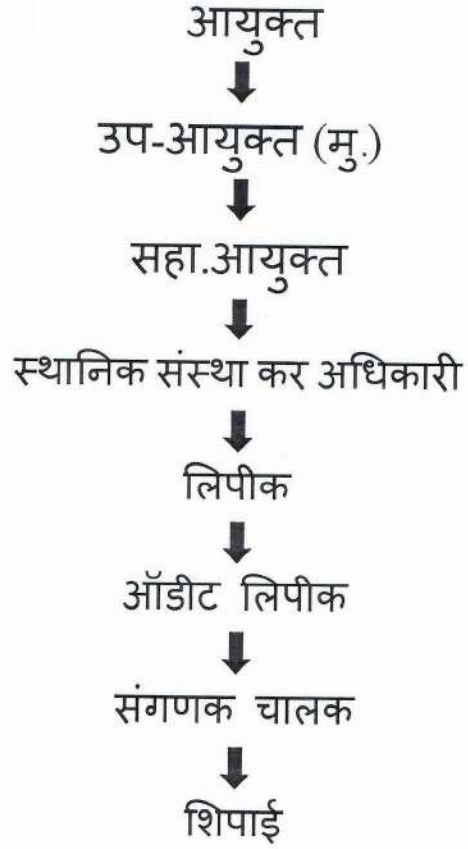 आयुक्त
उप-आयुक्त (मु.)
सहा.आयुक्त
स्थानिक संस्था कर अधिकारी
लिपीक
ऑडीट लिपीक
संगणक चालक
शिपाई